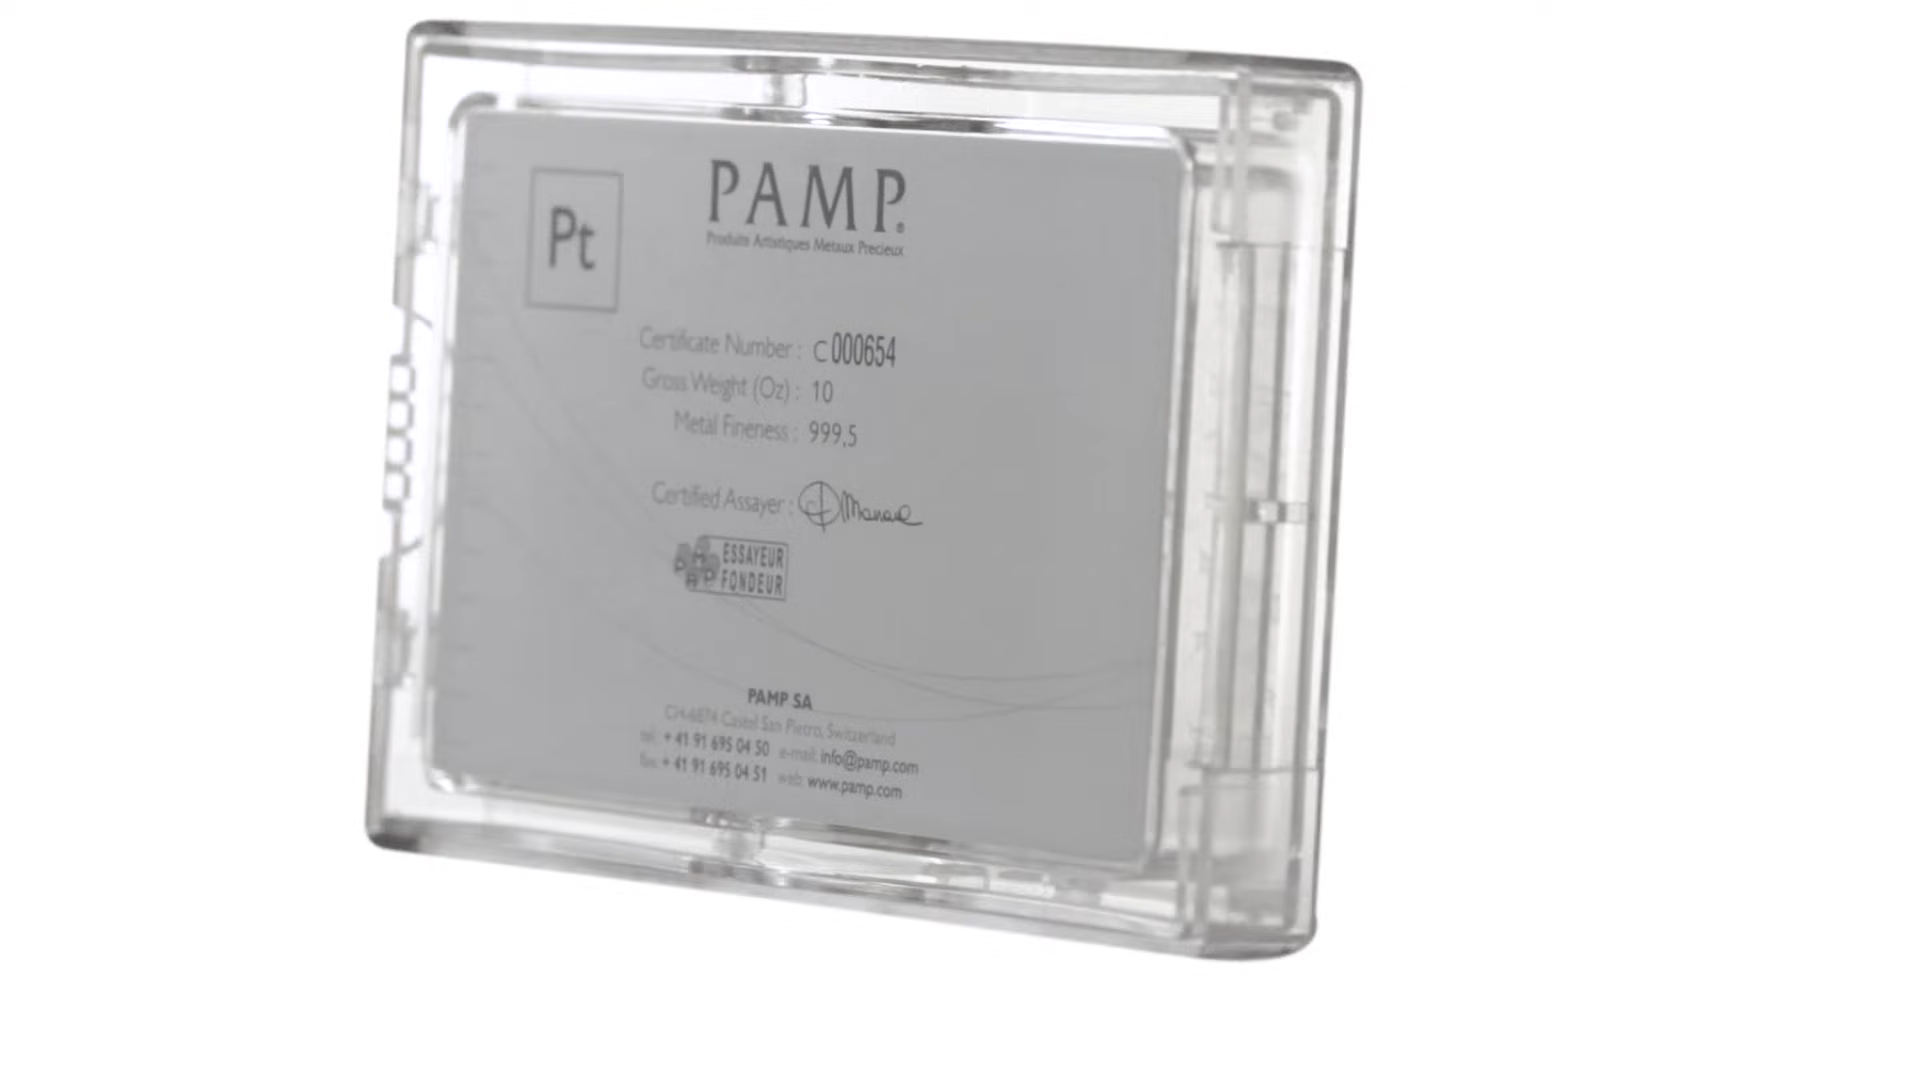 Pt
PAMP®
Produits Artistiques Metaux Precieux
Certificate Number : C000654
Gross Weight (Oz) : 10
Metal Fineness : 999,5
Certified Assayer :
PAMP ESSAYEUR
FONDEUR
PAMP SA
CH-6874 Castel San Pietro, Switzerland
tel: + 41 91 695 04 50 e-mail: info@pamp.com
fax: + 41 91 695 04 51 web: www.pamp.com